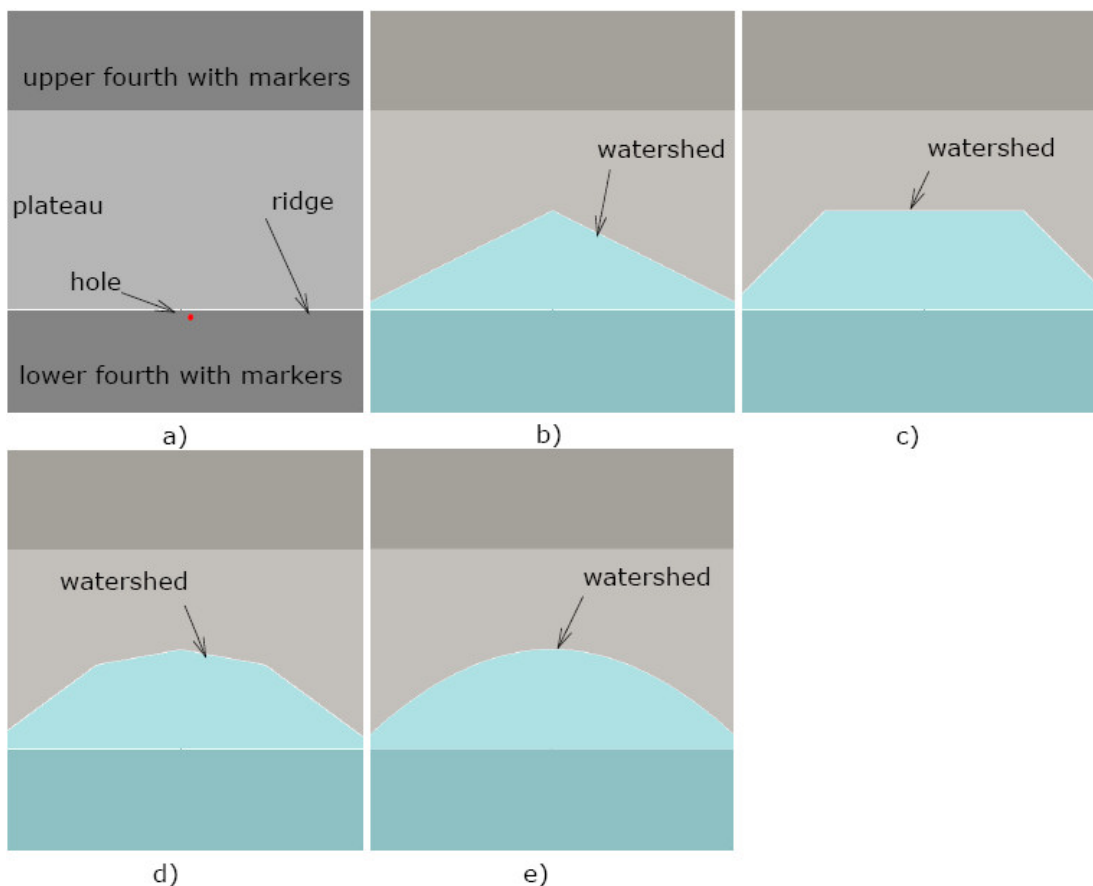 upper fourth with markers
plateau
ridge
hole
lower fourth with markers
a)
watershed
b)
watershed
c)
watershed
d)
watershed
e)